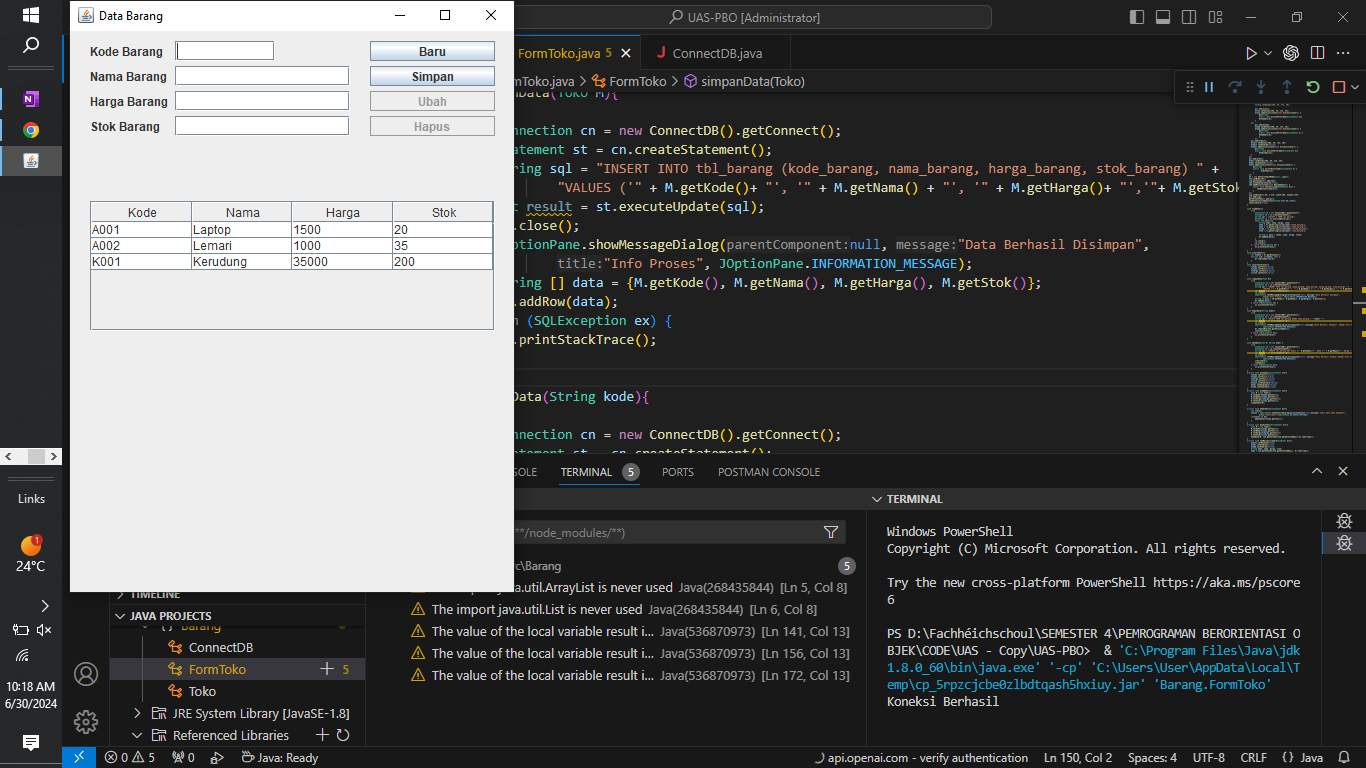 Data Barang
Kode Barang
Baru
Nama Barang
Simpan
Harga Barang
Ubah
Stok Barang
Hapus
Kode Nama Harga Stok
A001 Laptop 1500 20
A002 Lemari 1000 35
K001 Kerudung 35000 200
UAS-PBO [Administrator]
FormToko.java 5
ConnectDB.java
mToko.java > FormToko > simpanData(Toko)
nData(Toko M){
nnection cn = new ConnectDB().getConnect();
atement st = cn.createStatement();
ring sql = "INSERT INTO tbl_barang (kode_barang, nama_barang, harga_barang, stok_barang) " +
"VALUES ('" + M.getKode()+ "', '" + M.getNama() + "', '" + M.getHarga()+ "','"+ M.getStok
t result = st.executeUpdate(sql);
.close();
ptionPane.showMessageDialog(parentComponent:null, message:"Data Berhasil Disimpan",
title:"Info Proses", JOptionPane.INFORMATION_MESSAGE);
ring [] data = {M.getKode(), M.getNama(), M.getHarga(), M.getStok()};
.addRow(data);
h (SQLException ex) {
.printStackTrace();
Data(String kode){
nnection cn = new ConnectDB().getConnect();
atement st = cn.createStatement();
SOLE
TERMINAL 5
PORTS
POSTMAN CONSOLE
TERMINAL
**/node_modules/**)
rc\Barang 5
java.util.ArrayList is never used Java(268435844) [Ln 5, Col 8]
The import java.util.List is never used Java(268435844) [Ln 6, Col 8]
The value of the local variable result i... Java(536870973) [Ln 141, Col 13]
The value of the local variable result i... Java(536870973) [Ln 156, Col 13]
The value of the local variable result i... Java(536870973) [Ln 172, Col 13]
Windows PowerShell
Copyright (C) Microsoft Corporation. All rights reserved.
Try the new cross-platform PowerShell https://aka.ms/pscore
6
PS D:\Fachhéichschoul\SEMESTER 4\PEMROGRAMAN BERORIENTASI O
BJEK\CODE\UAS - Copy\UAS-PBO> & 'C:\Program Files\Java\jdk
1.8.0_60\bin\java.exe' '-cp' 'C:\Users\User\AppData\Local\T
emp\cp_5rpzcjcbe0zlbdtqash5hxiuy.jar' 'Barang.FormToko'
Koneksi Berhasil
TIMELINE
JAVA PROJECTS
Barang
ConnectDB
FormToko 5
Toko
JRE System Library [JavaSE-1.8]
Referenced Libraries
Links
1
24°C
10:18 AM
6/30/2024
0 5
0
Java: Ready
api.openai.com - verify authentication
Ln 150, Col 2
Spaces: 4
UTF-8
CRLF
{ } Java